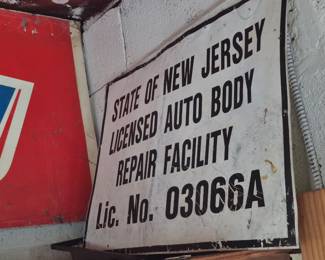 STATE OF NEW JERSEY
LICENSED AUTO BODY
REPAIR FACILITY
Lic. No. 03066A